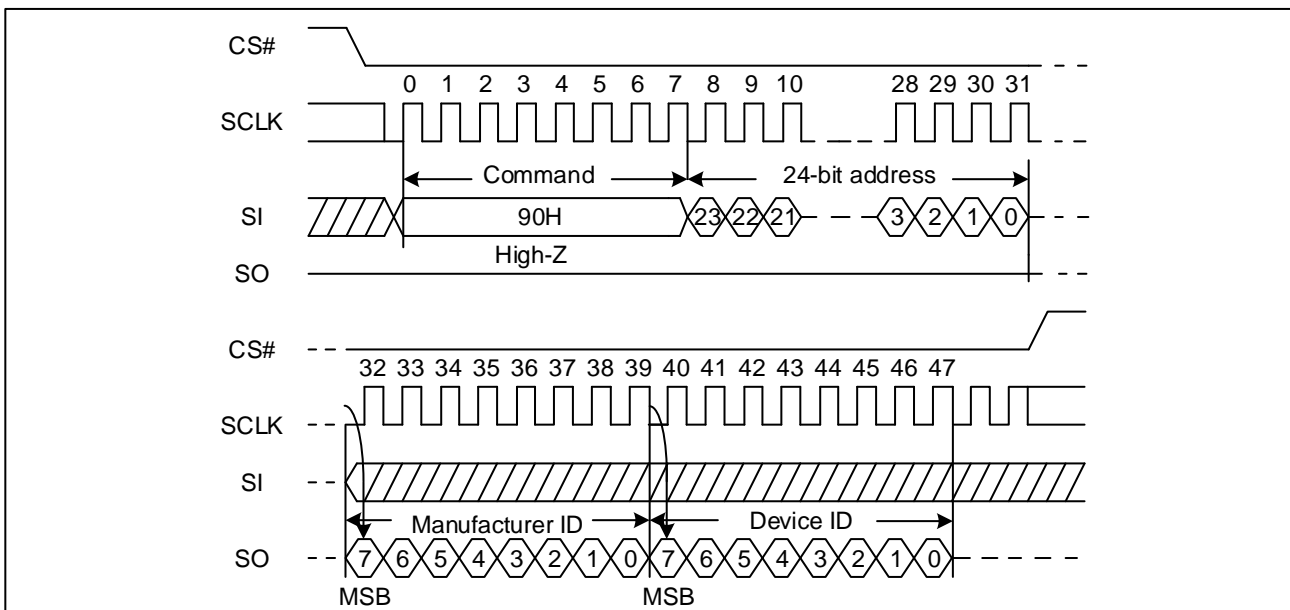 CS#
0 1 2 3 4 5 6 7 8 9 10 28 29 30 31
SCLK
Command 24-bit address
SI 90H 23 22 21 3 2 1 0
High-Z
SO
CS#
32 33 34 35 36 37 38 39 40 41 42 43 44 45 46 47
SCLK
SI
Manufacturer ID Device ID
SO 7 6 5 4 3 2 1 0 7 6 5 4 3 2 1 0
MSB MSB